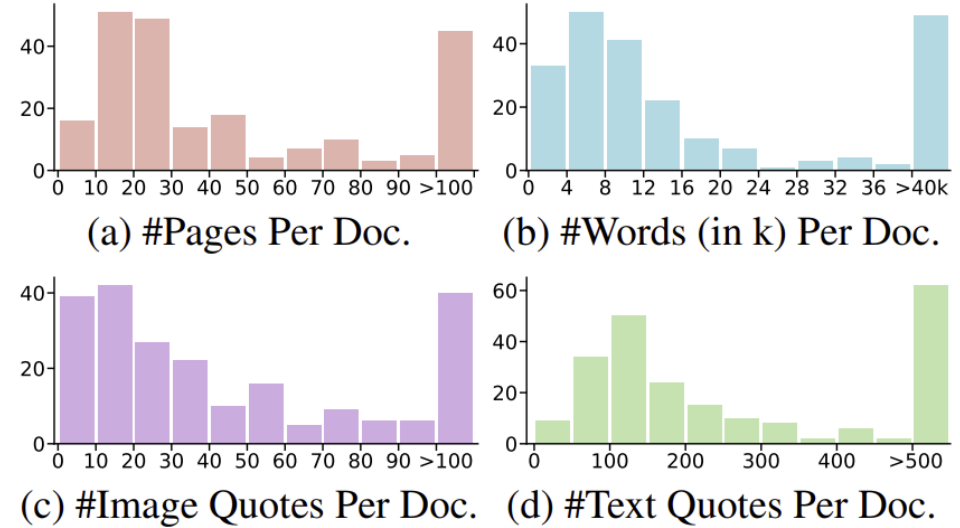 40
20
0
0 10 20 30 40 50 60 70 80 90 >100
(a) #Pages Per Doc.
40
20
0
0 4 8 12 16 20 24 28 32 36 >40k
(b) #Words (in k) Per Doc.
40
20
0
0 10 20 30 40 50 60 70 80 90 >100
(c) #Image Quotes Per Doc.
60
40
20
0
0 100 200 300 400 >500
(d) #Text Quotes Per Doc.